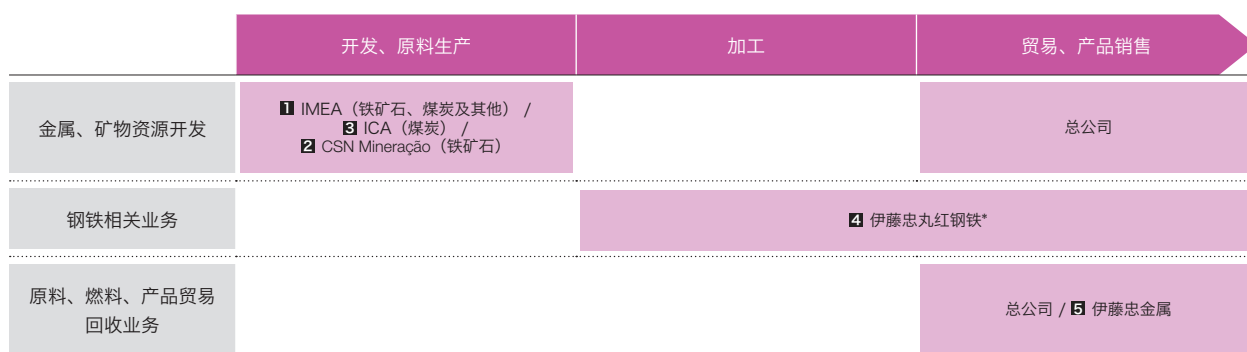 开发、原料生产
加工
贸易、产品销售
金属、矿物资源开发
1 IMEA（铁矿石、煤炭及其他） /
3 ICA（煤炭） /
2 CSN Mineração（铁矿石）
总公司
钢铁相关业务
4 伊藤忠丸红钢铁*
原料、燃料、产品贸易
回收业务
总公司 / 5 伊藤忠金属